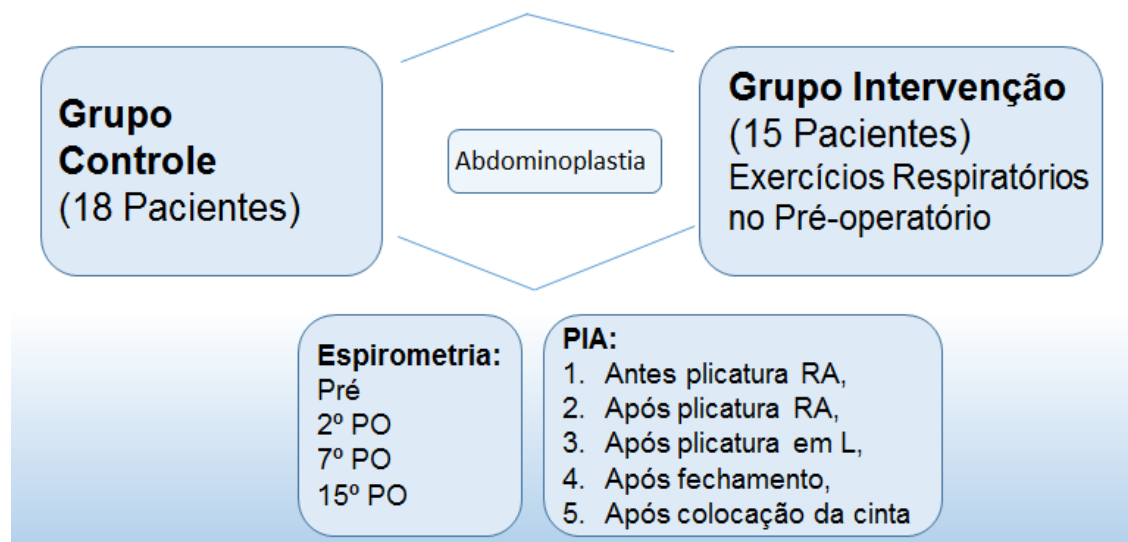 Grupo
Controle
(18 Pacientes)
Abdominoplastia
Grupo Intervenção
(15 Pacientes)
Exercícios Respiratórios
no Pré-operatório
Espirometria:
Pré
2º PO
7º PO
15º PO
PIA:
1. Antes plicatura RA,
2. Após plicatura RA,
3. Após plicatura em L,
4. Após fechamento,
5. Após colocação da cinta